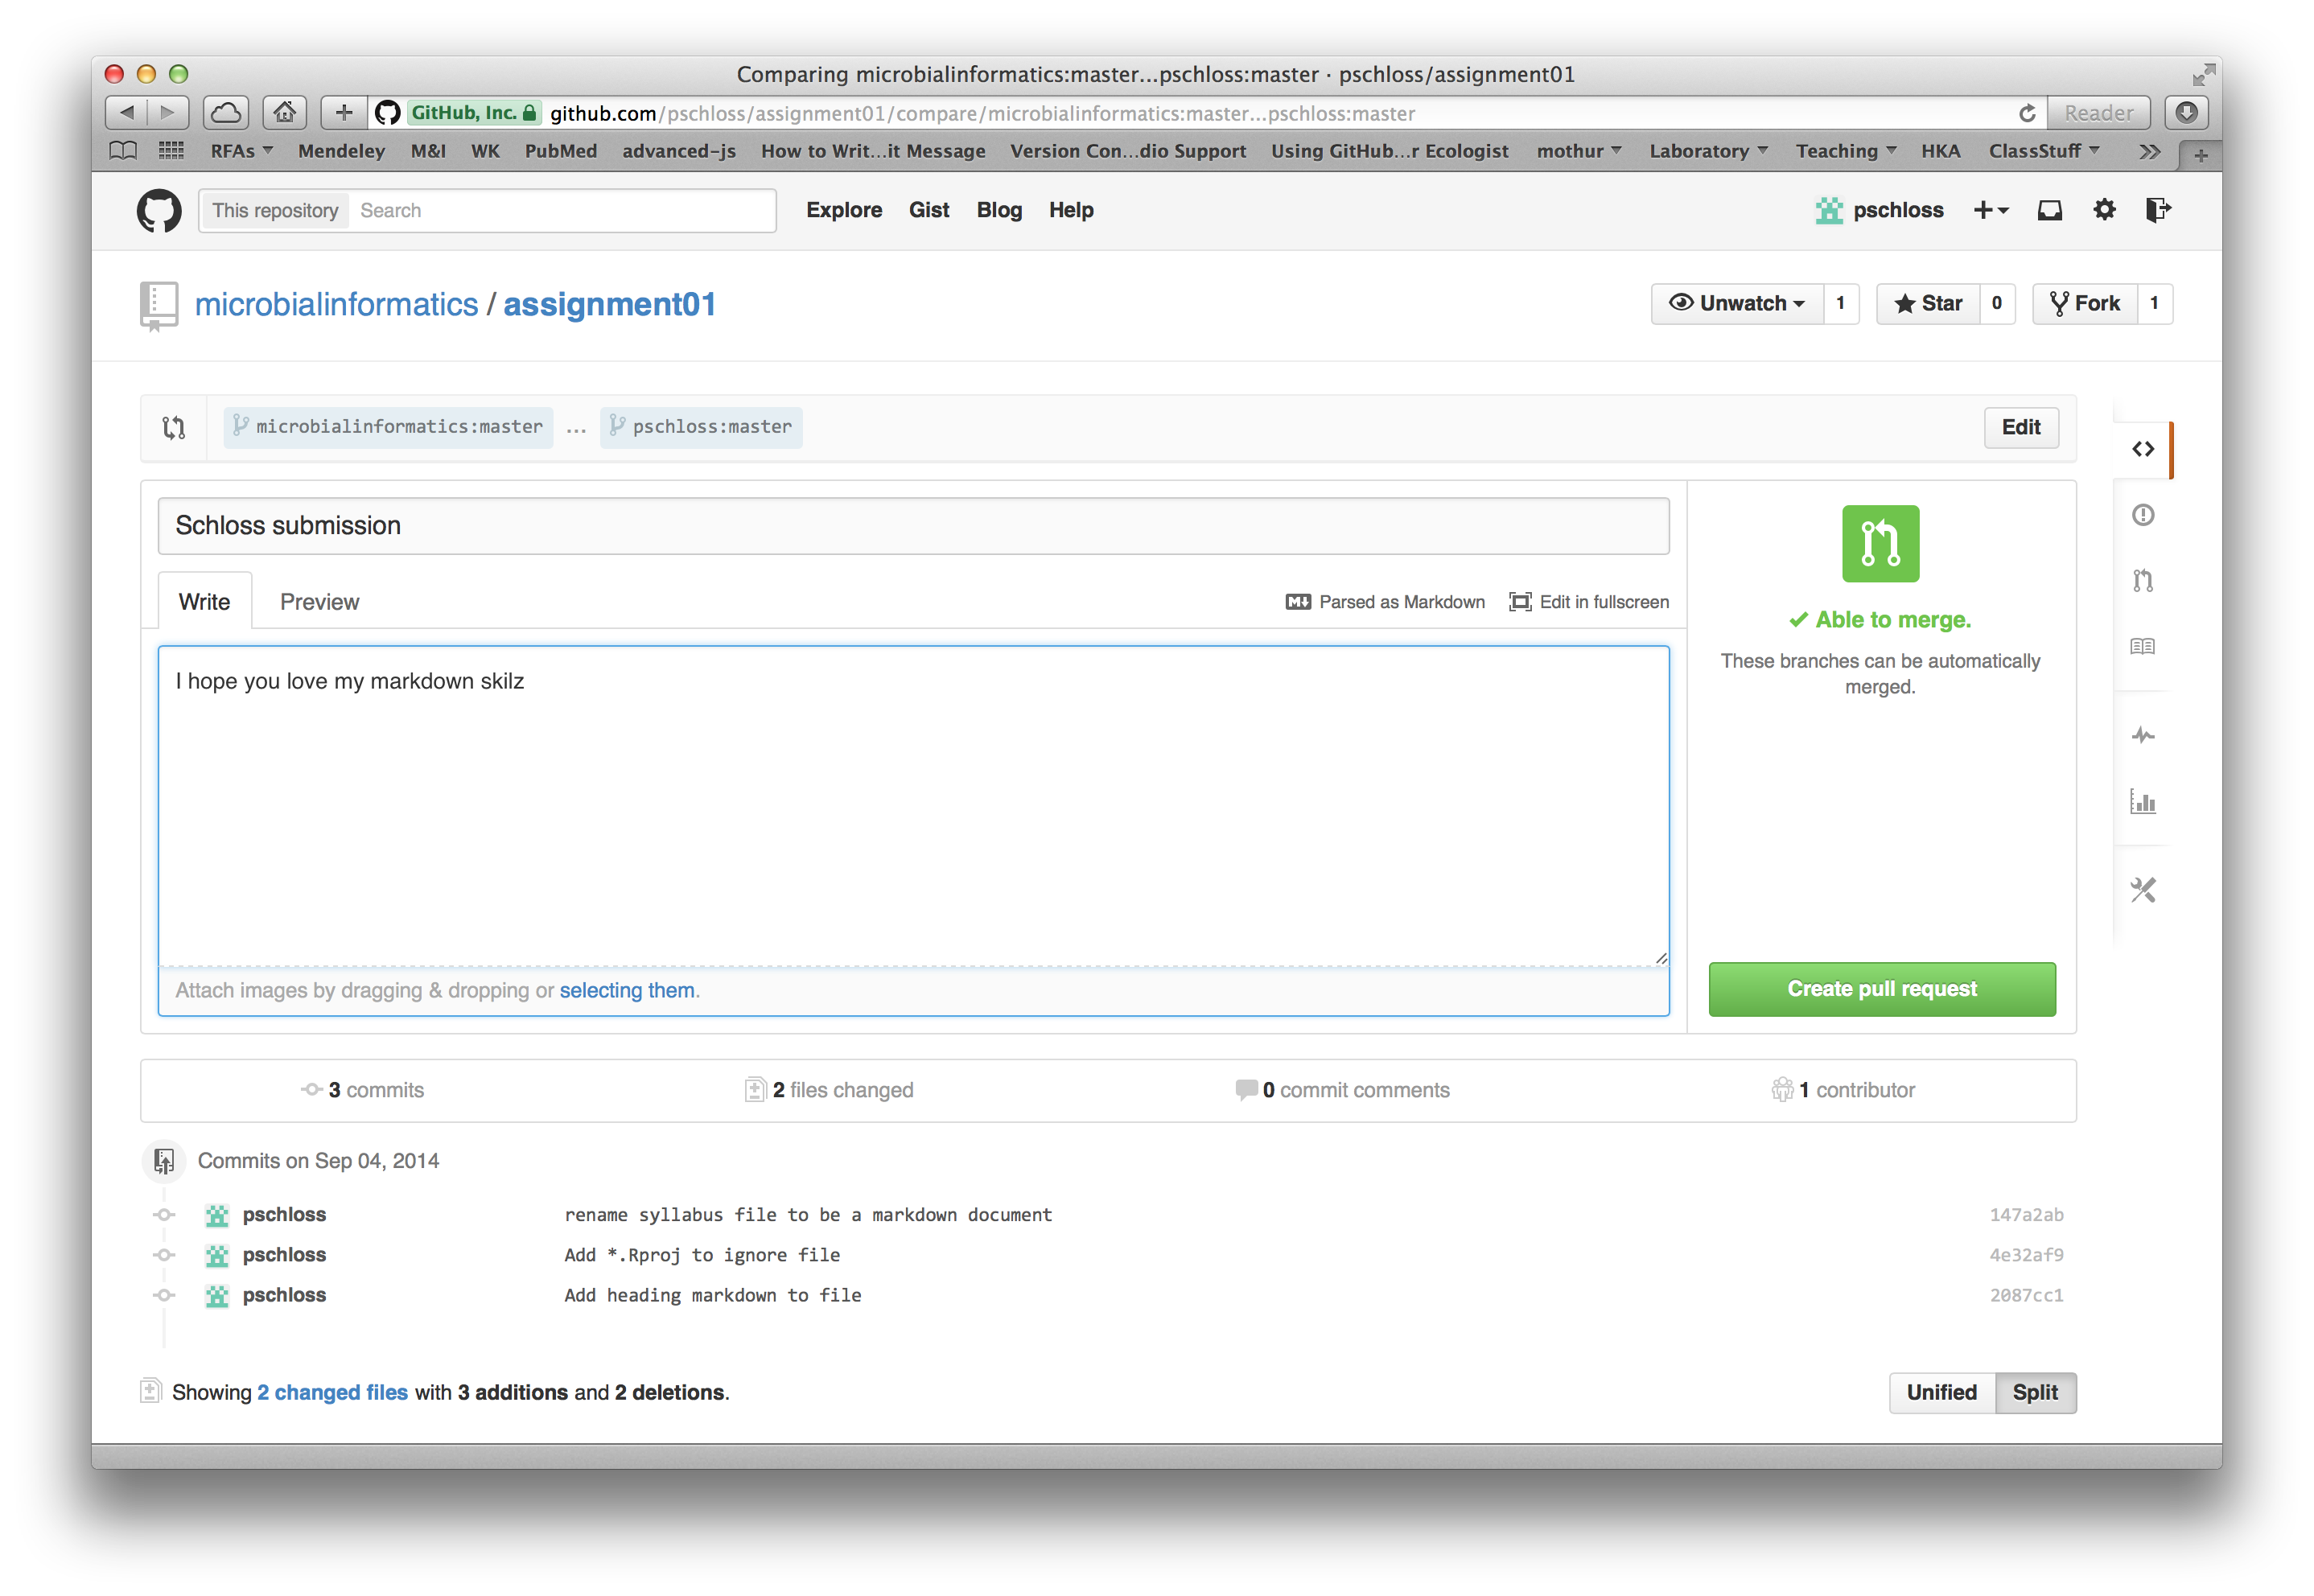 Comparing microbialinformatics:master...pschloss:master · pschloss/assignment01
GitHub, Inc. github.com/pschloss/assignment01/compare/microbialinformatics:master...pschloss:master Reader
RFAs Mendeley M&I WK PubMed advanced-js How to Writ...it Message Version Con...dio Support Using GitHub...r Ecologist mothur Laboratory Teaching HKA ClassStuff
This repository Search Explore Gist Blog Help pschloss
microbialinformatics / assignment01 Unwatch 1 Star 0 Fork 1
microbialinformatics:master ... pschloss:master Edit
Schloss submission
Write Preview Parsed as Markdown Edit in fullscreen
Able to merge.
These branches can be automatically
merged.
I hope you love my markdown skilz
Attach images by dragging & dropping or selecting them.
Create pull request
3 commits 2 files changed 0 commit comments 1 contributor
Commits on Sep 04, 2014
pschloss rename syllabus file to be a markdown document 147a2ab
pschloss Add *.Rproj to ignore file 4e32af9
pschloss Add heading markdown to file 2087cc1
Showing 2 changed files with 3 additions and 2 deletions. Unified Split